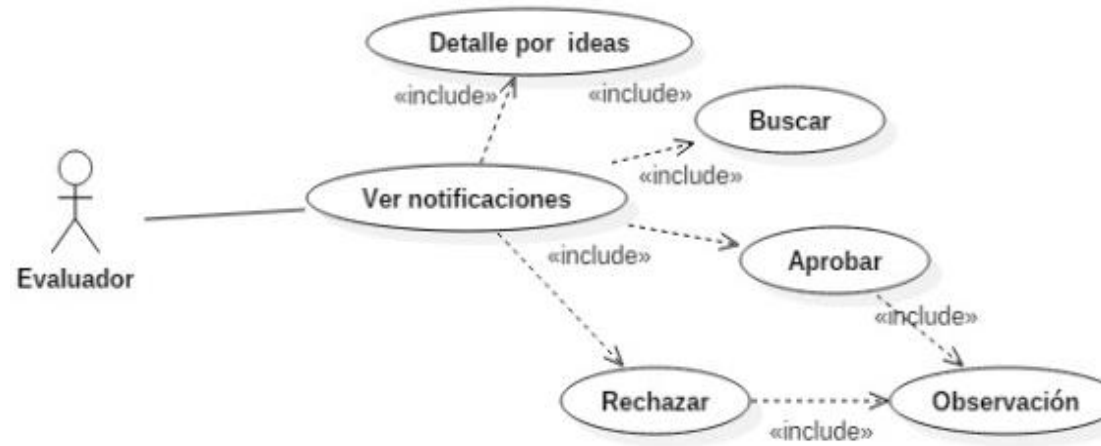 Detalle por ideas
«include»
«include»
Buscar
«include»
Ver notificaciones
«include»
Aprobar
Evaluador
«include»
Rechazar
Observación
«include»